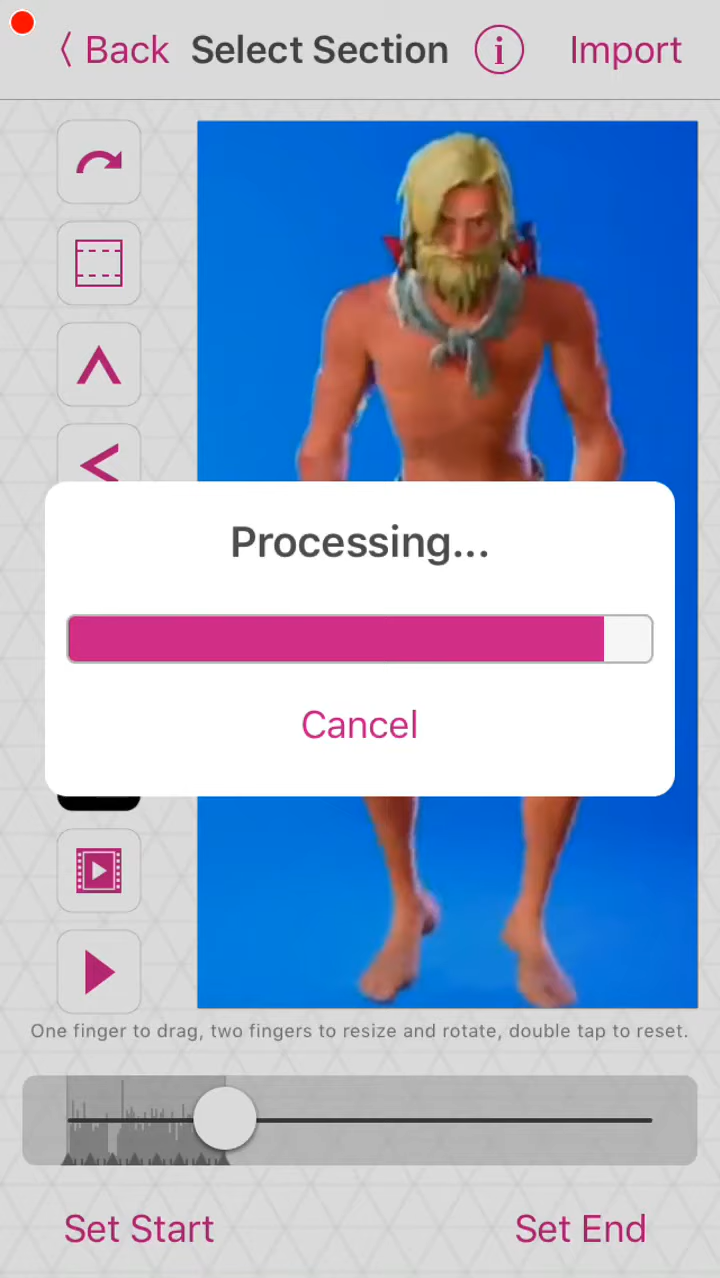 Back Select Section i Import
Processing...
Cancel
One finger to drag, two fingers to resize and rotate, double tap to reset.
Set Start Set End